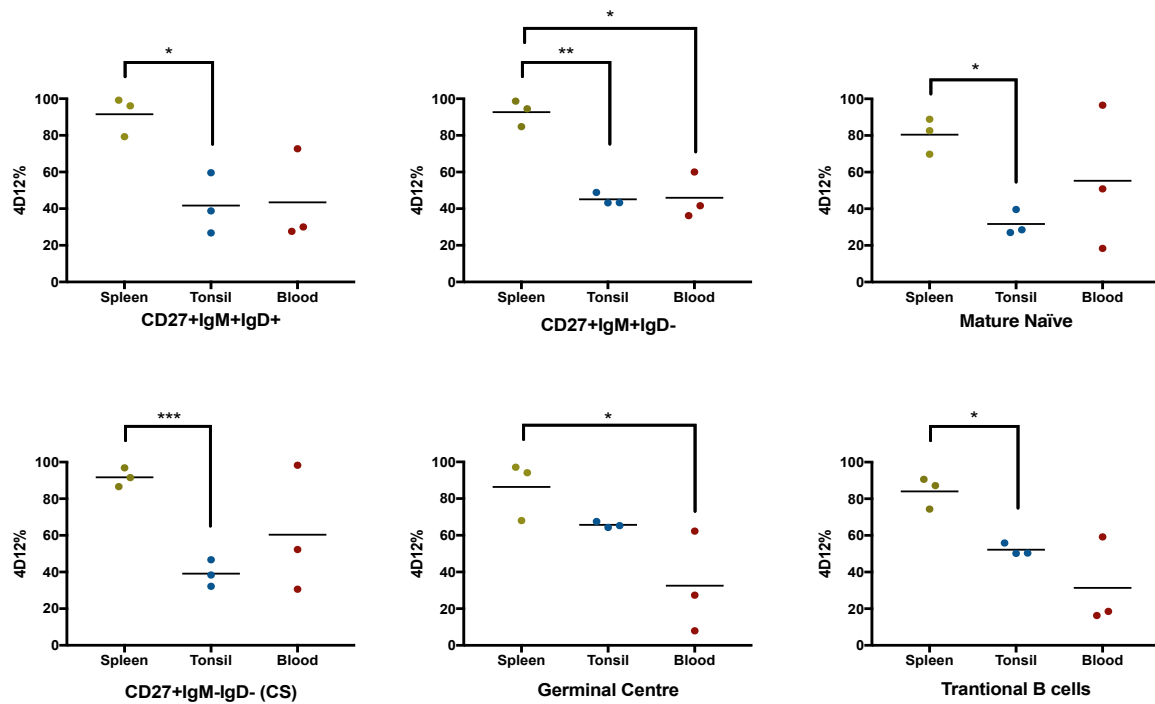 *
100
80
60
40
20
0
4D12%
Spleen Tonsil Blood
CD27+IgM+IgD+
*
**
100
80
60
40
20
0
4D12%
Spleen Tonsil Blood
CD27+IgM+IgD-
*
100
80
60
40
20
0
4D12%
Spleen Tonsil Blood
Mature Naïve
***
100
80
60
40
20
0
4D12%
Spleen Tonsil Blood
CD27+IgM-IgD- (CS)
*
100
80
60
40
20
0
4D12%
Spleen Tonsil Blood
Germinal Centre
*
100
80
60
40
20
0
4D12%
Spleen Tonsil Blood
Trantional B cells